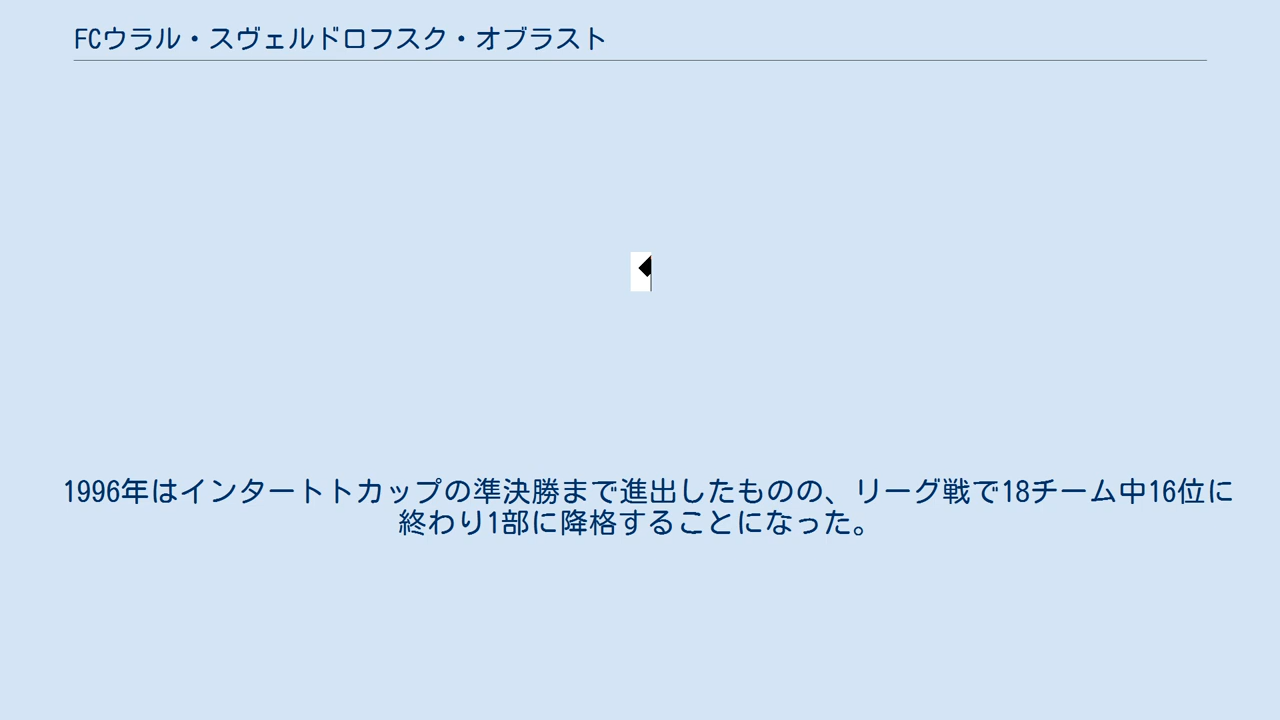 FCウラル・スヴェルドロフスク・オブラスト
1996年はインタートトカップの準決勝まで進出したものの、リーグ戦で18チーム中16位に
終わり1部に降格することになった。